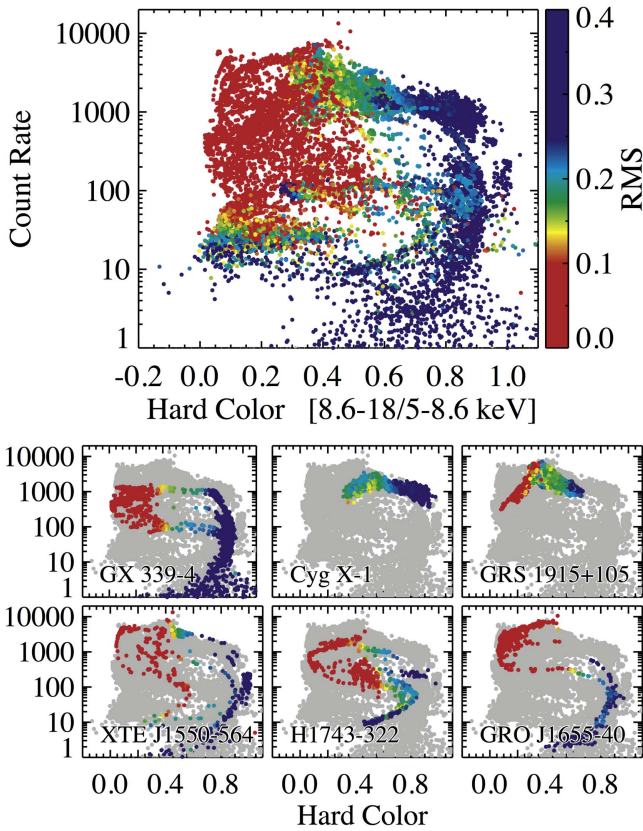 10000
1000
100
10
1
Count Rate
-0.2 0.0 0.2 0.4 0.6 0.8 1.0
Hard Color [8.6-18/5-8.6 keV]
0.4
0.3
0.2
0.1
0.0
RMS
10000
1000
100
10
1
GX 339-4
Cyg X-1
GRS 1915+105
10000
1000
100
10
1
XTE J1550-564
H1743-322
GRO J1655-40
0.0 0.4 0.8 0.0 0.4 0.8 0.0 0.4 0.8
Hard Color